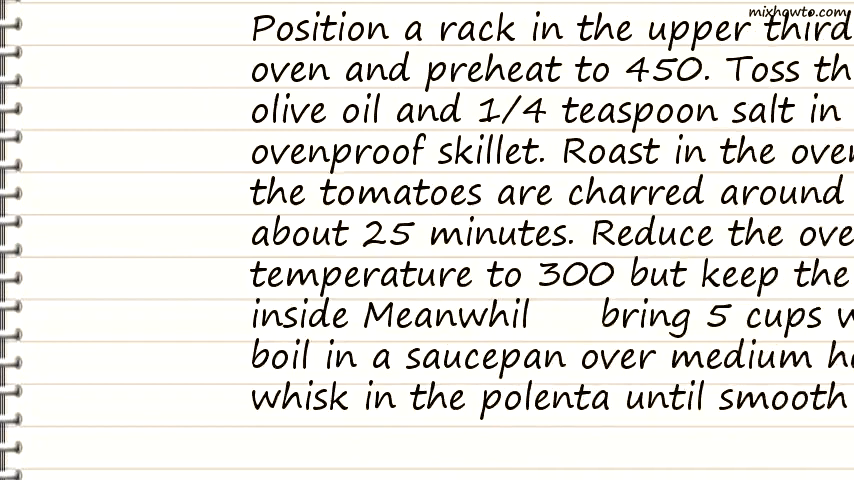 mixhowto.com
Position a rack in the upper third
oven and preheat to 450. Toss th
olive oil and 1/4 teaspoon salt in
ovenproof skillet. Roast in the over
the tomatoes are charred around
about 25 minutes. Reduce the ove
temperature to 300 but keep the
inside Meanwhil bring 5 cups w
boil in a saucepan over medium he
whisk in the polenta until smooth